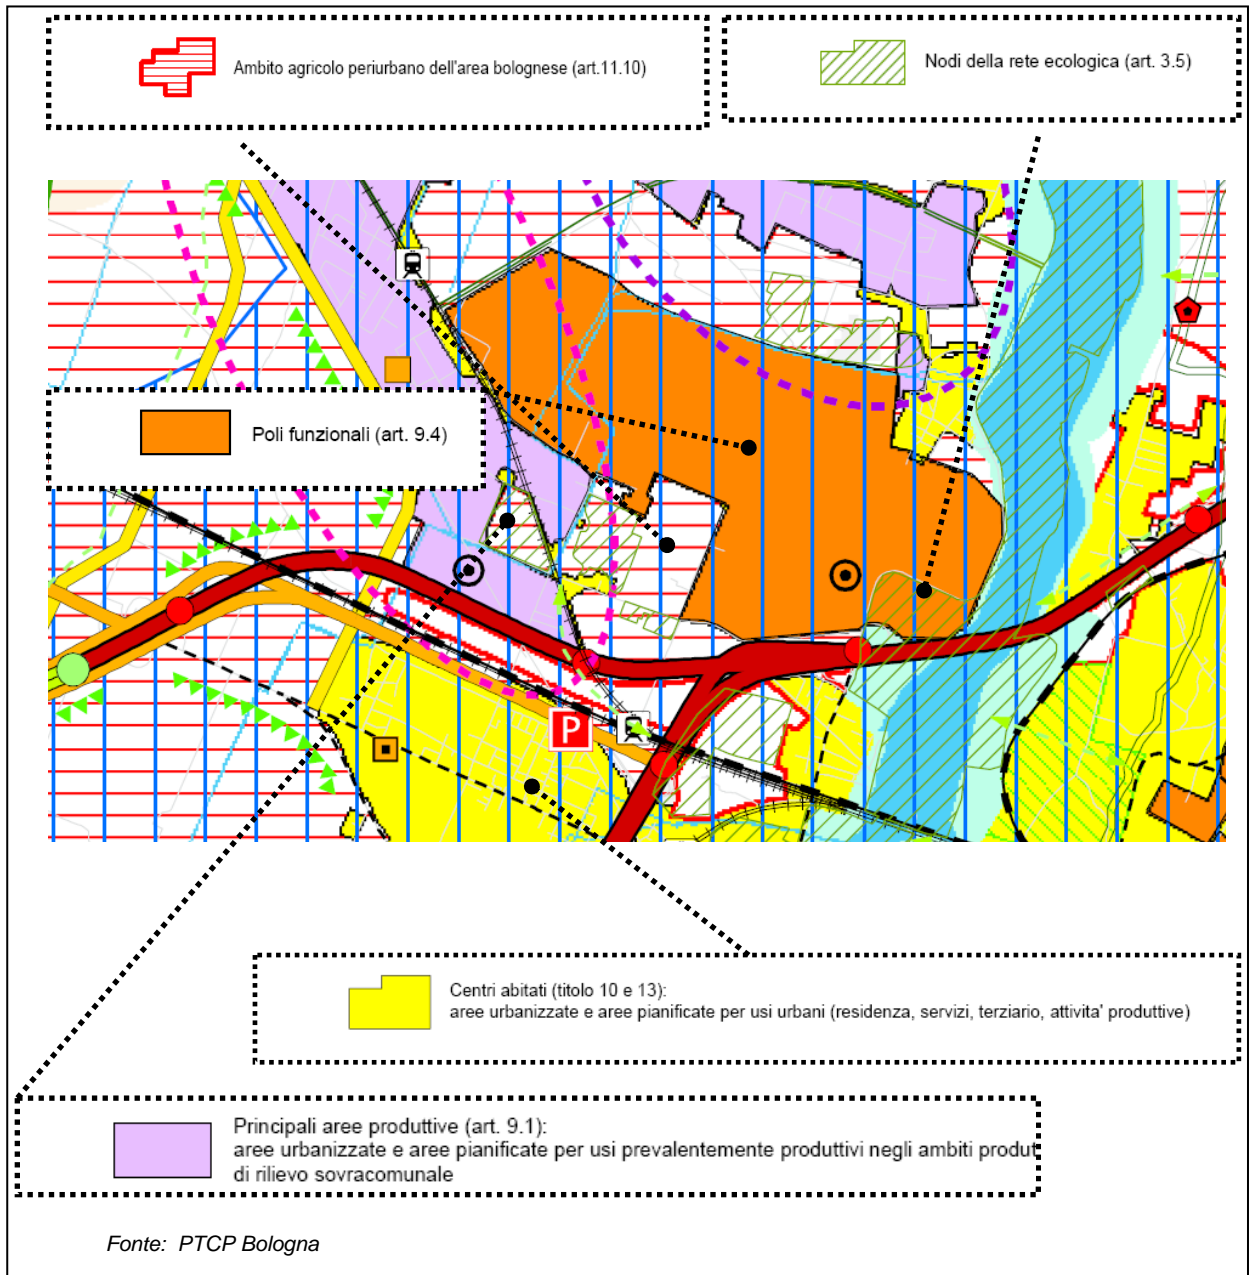 Ambito agricolo periurbano dell'area bolognese (art.11.10)
Nodi della rete ecologica (art. 3.5)
Poli funzionali (art. 9.4)
P
Centri abitati (titolo 10 e 13):
aree urbanizzate e aree pianificate per usi urbani (residenza, servizi, terziario, attivita' produttive)
Principali aree produttive (art. 9.1):
aree urbanizzate e aree pianificate per usi prevalentemente produttivi negli ambiti produt
di rilievo sovracomunale
Fonte: PTCP Bologna